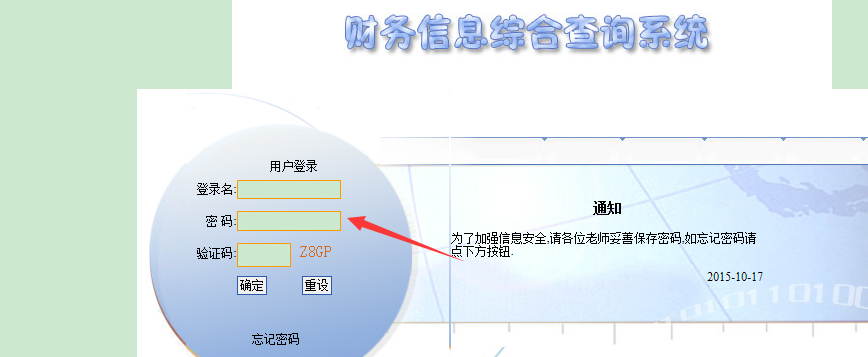 财务信息综合查询系统
用户登录
登录名:
密 码:
验证码: Z8GP
确定 重设
忘记密码
通知
为了加强信息安全,请各位老师妥善保存密码,如忘记密码请
点下方按钮.
2015-10-17
1101011010100